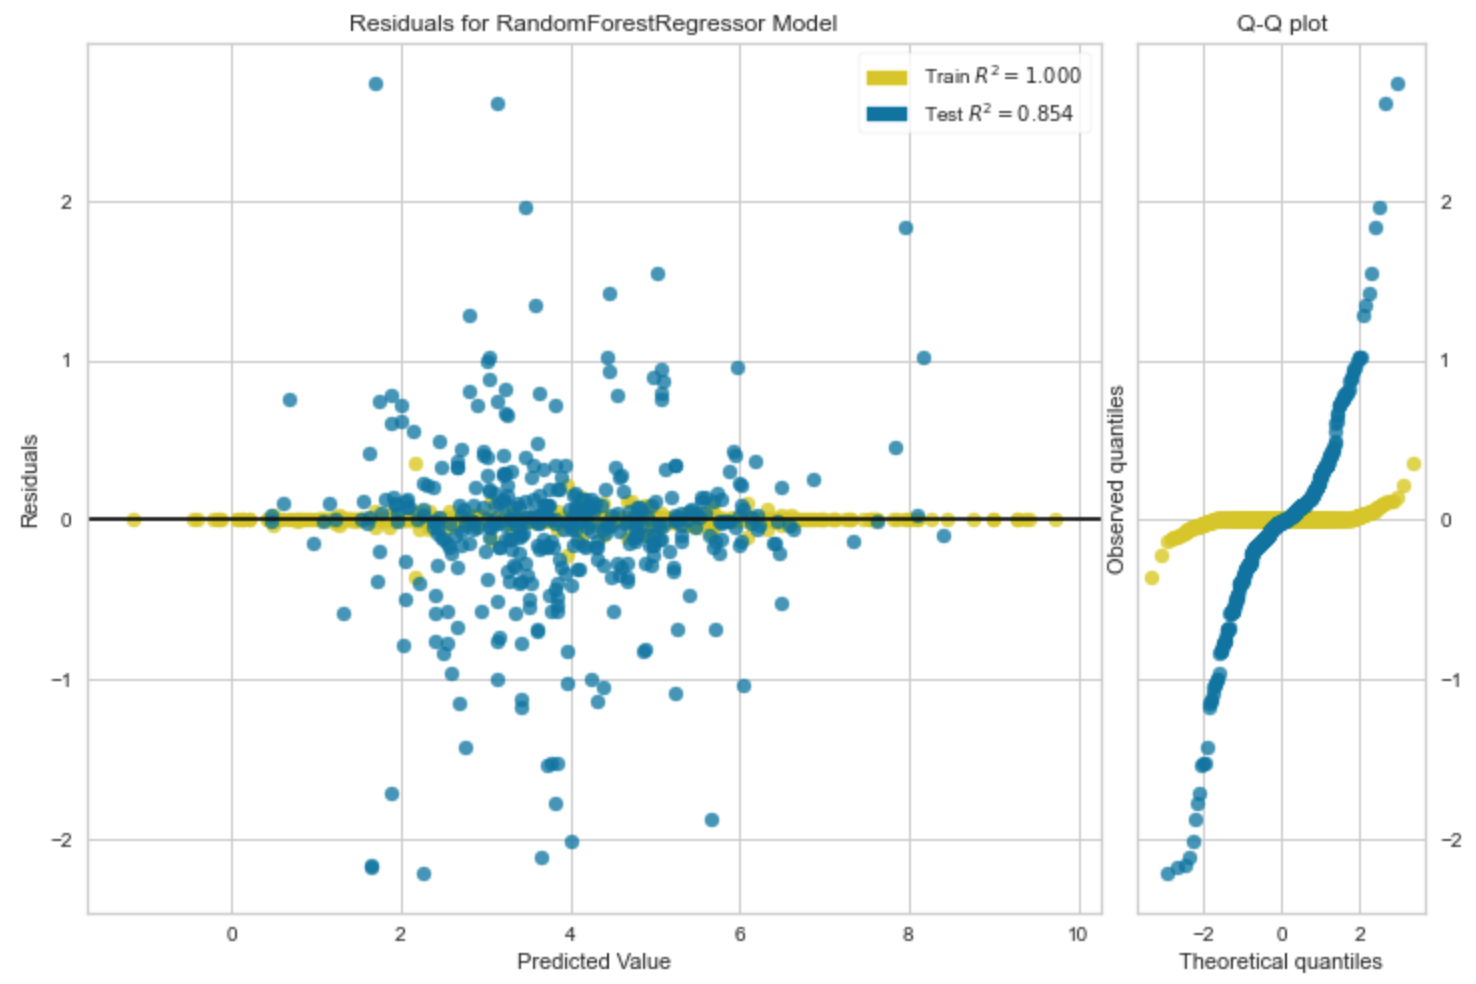 Residuals for RandomForestRegressor Model
Q-Q plot
Train R² = 1.000
Test R² = 0.854
Residuals
2
1
0
−1
−2
0 2 4 6 8 10
Predicted Value
Observed quantiles
2
1
0
−1
−2
−2 0 2
Theoretical quantiles